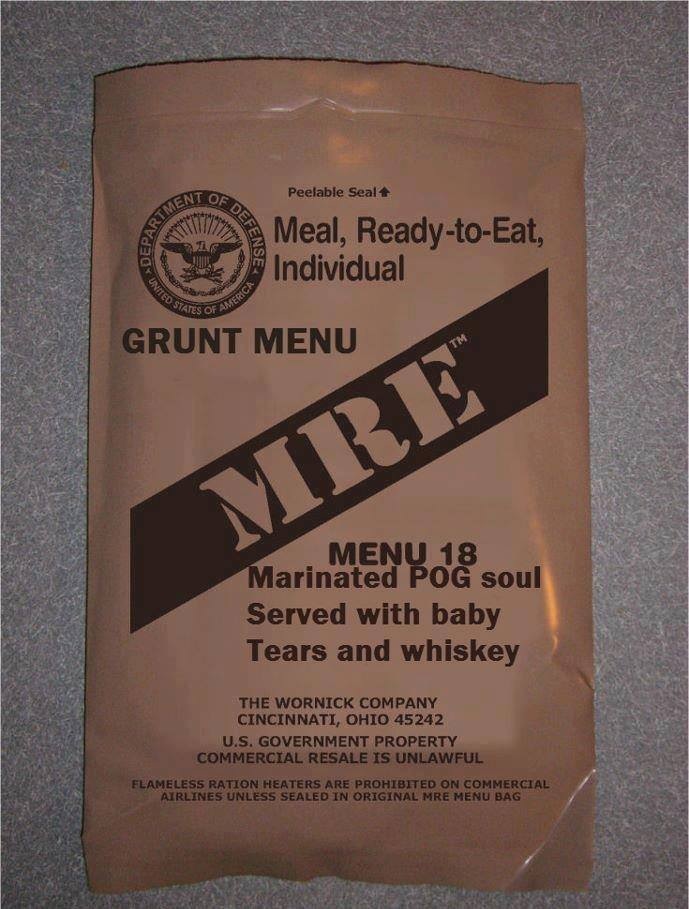 Peelable Seal↑
DEPARTMENT OF DEFENSE
UNITED STATES OF AMERICA
Meal, Ready-to-Eat,
Individual
GRUNT MENU
MRE™
MENU 18
Marinated POG soul
Served with baby
Tears and whiskey
THE WORNICK COMPANY
CINCINNATI, OHIO 45242
U.S. GOVERNMENT PROPERTY
COMMERCIAL RESALE IS UNLAWFUL
FLAMELESS RATION HEATERS ARE PROHIBITED ON COMMERCIAL
AIRLINES UNLESS SEALED IN ORIGINAL MRE MENU BAG